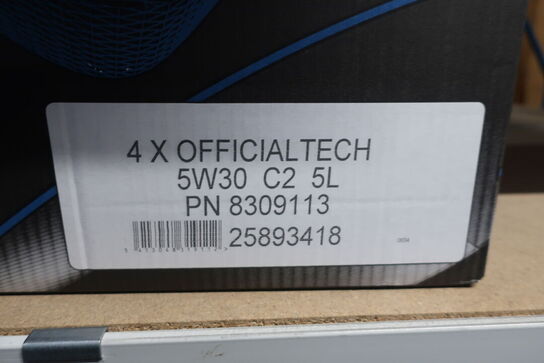 4 X OFFICIALTECH
5W30 C2 5L
PN 8309113
25893418